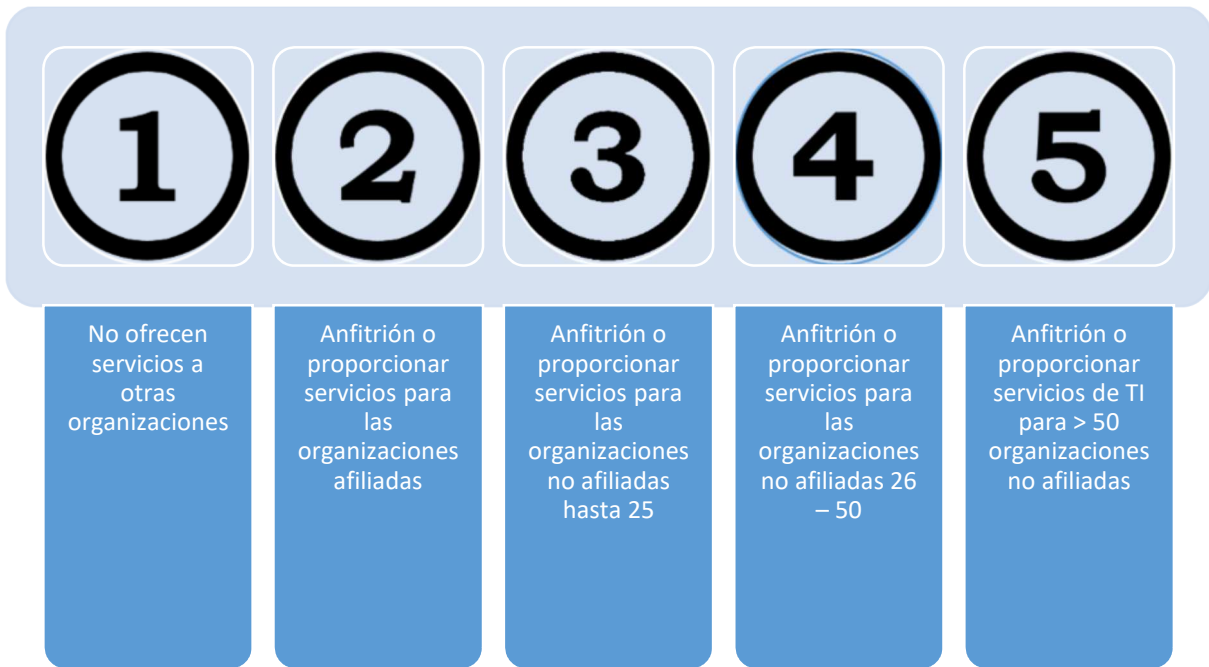 1
2
3
4
5
No ofrecen
servicios a
otras
organizaciones
Anfitrión o
proporcionar
servicios para
las
organizaciones
afiliadas
Anfitrión o
proporcionar
servicios para
las
organizaciones
no afiliadas
hasta 25
Anfitrión o
proporcionar
servicios para
las
organizaciones
no afiliadas 26
– 50
Anfitrión o
proporcionar
servicios de TI
para > 50
organizaciones
no afiliadas